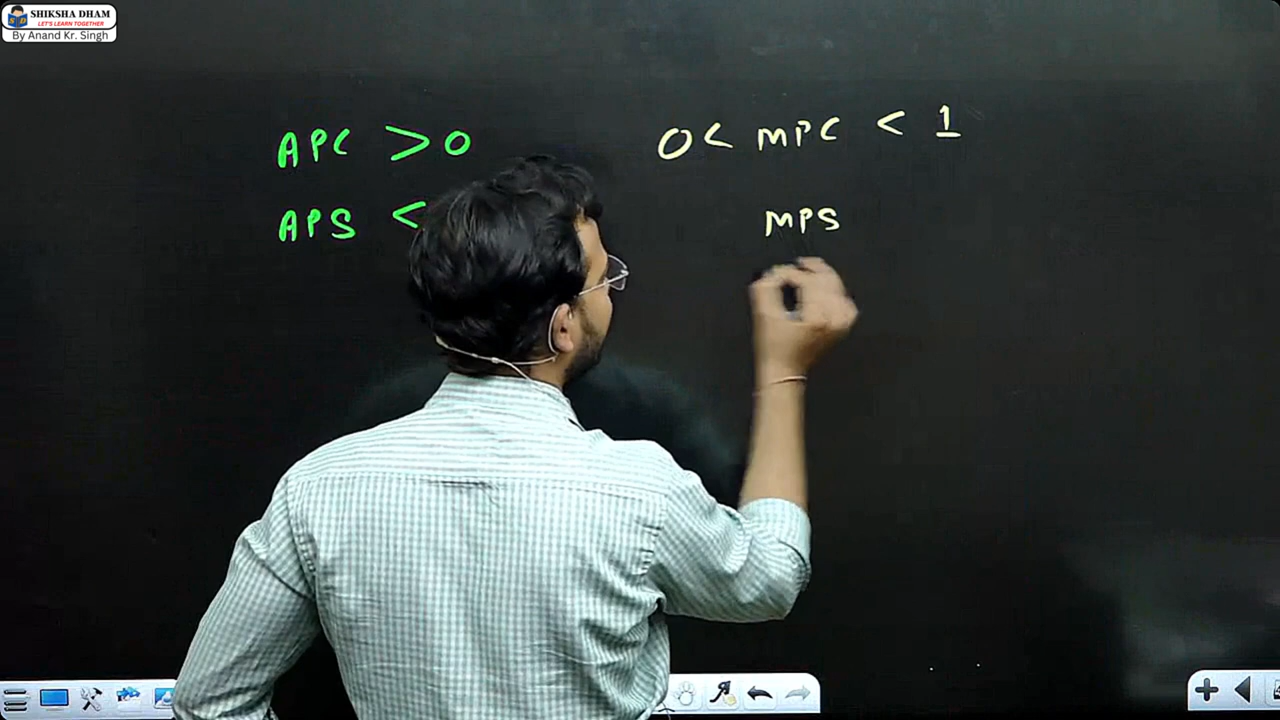 SHIKSHA DHAM
LET'S LEARN TOGETHER
By Anand Kr. Singh
APC > 0
0 < MPC < 1
APS <
MPS